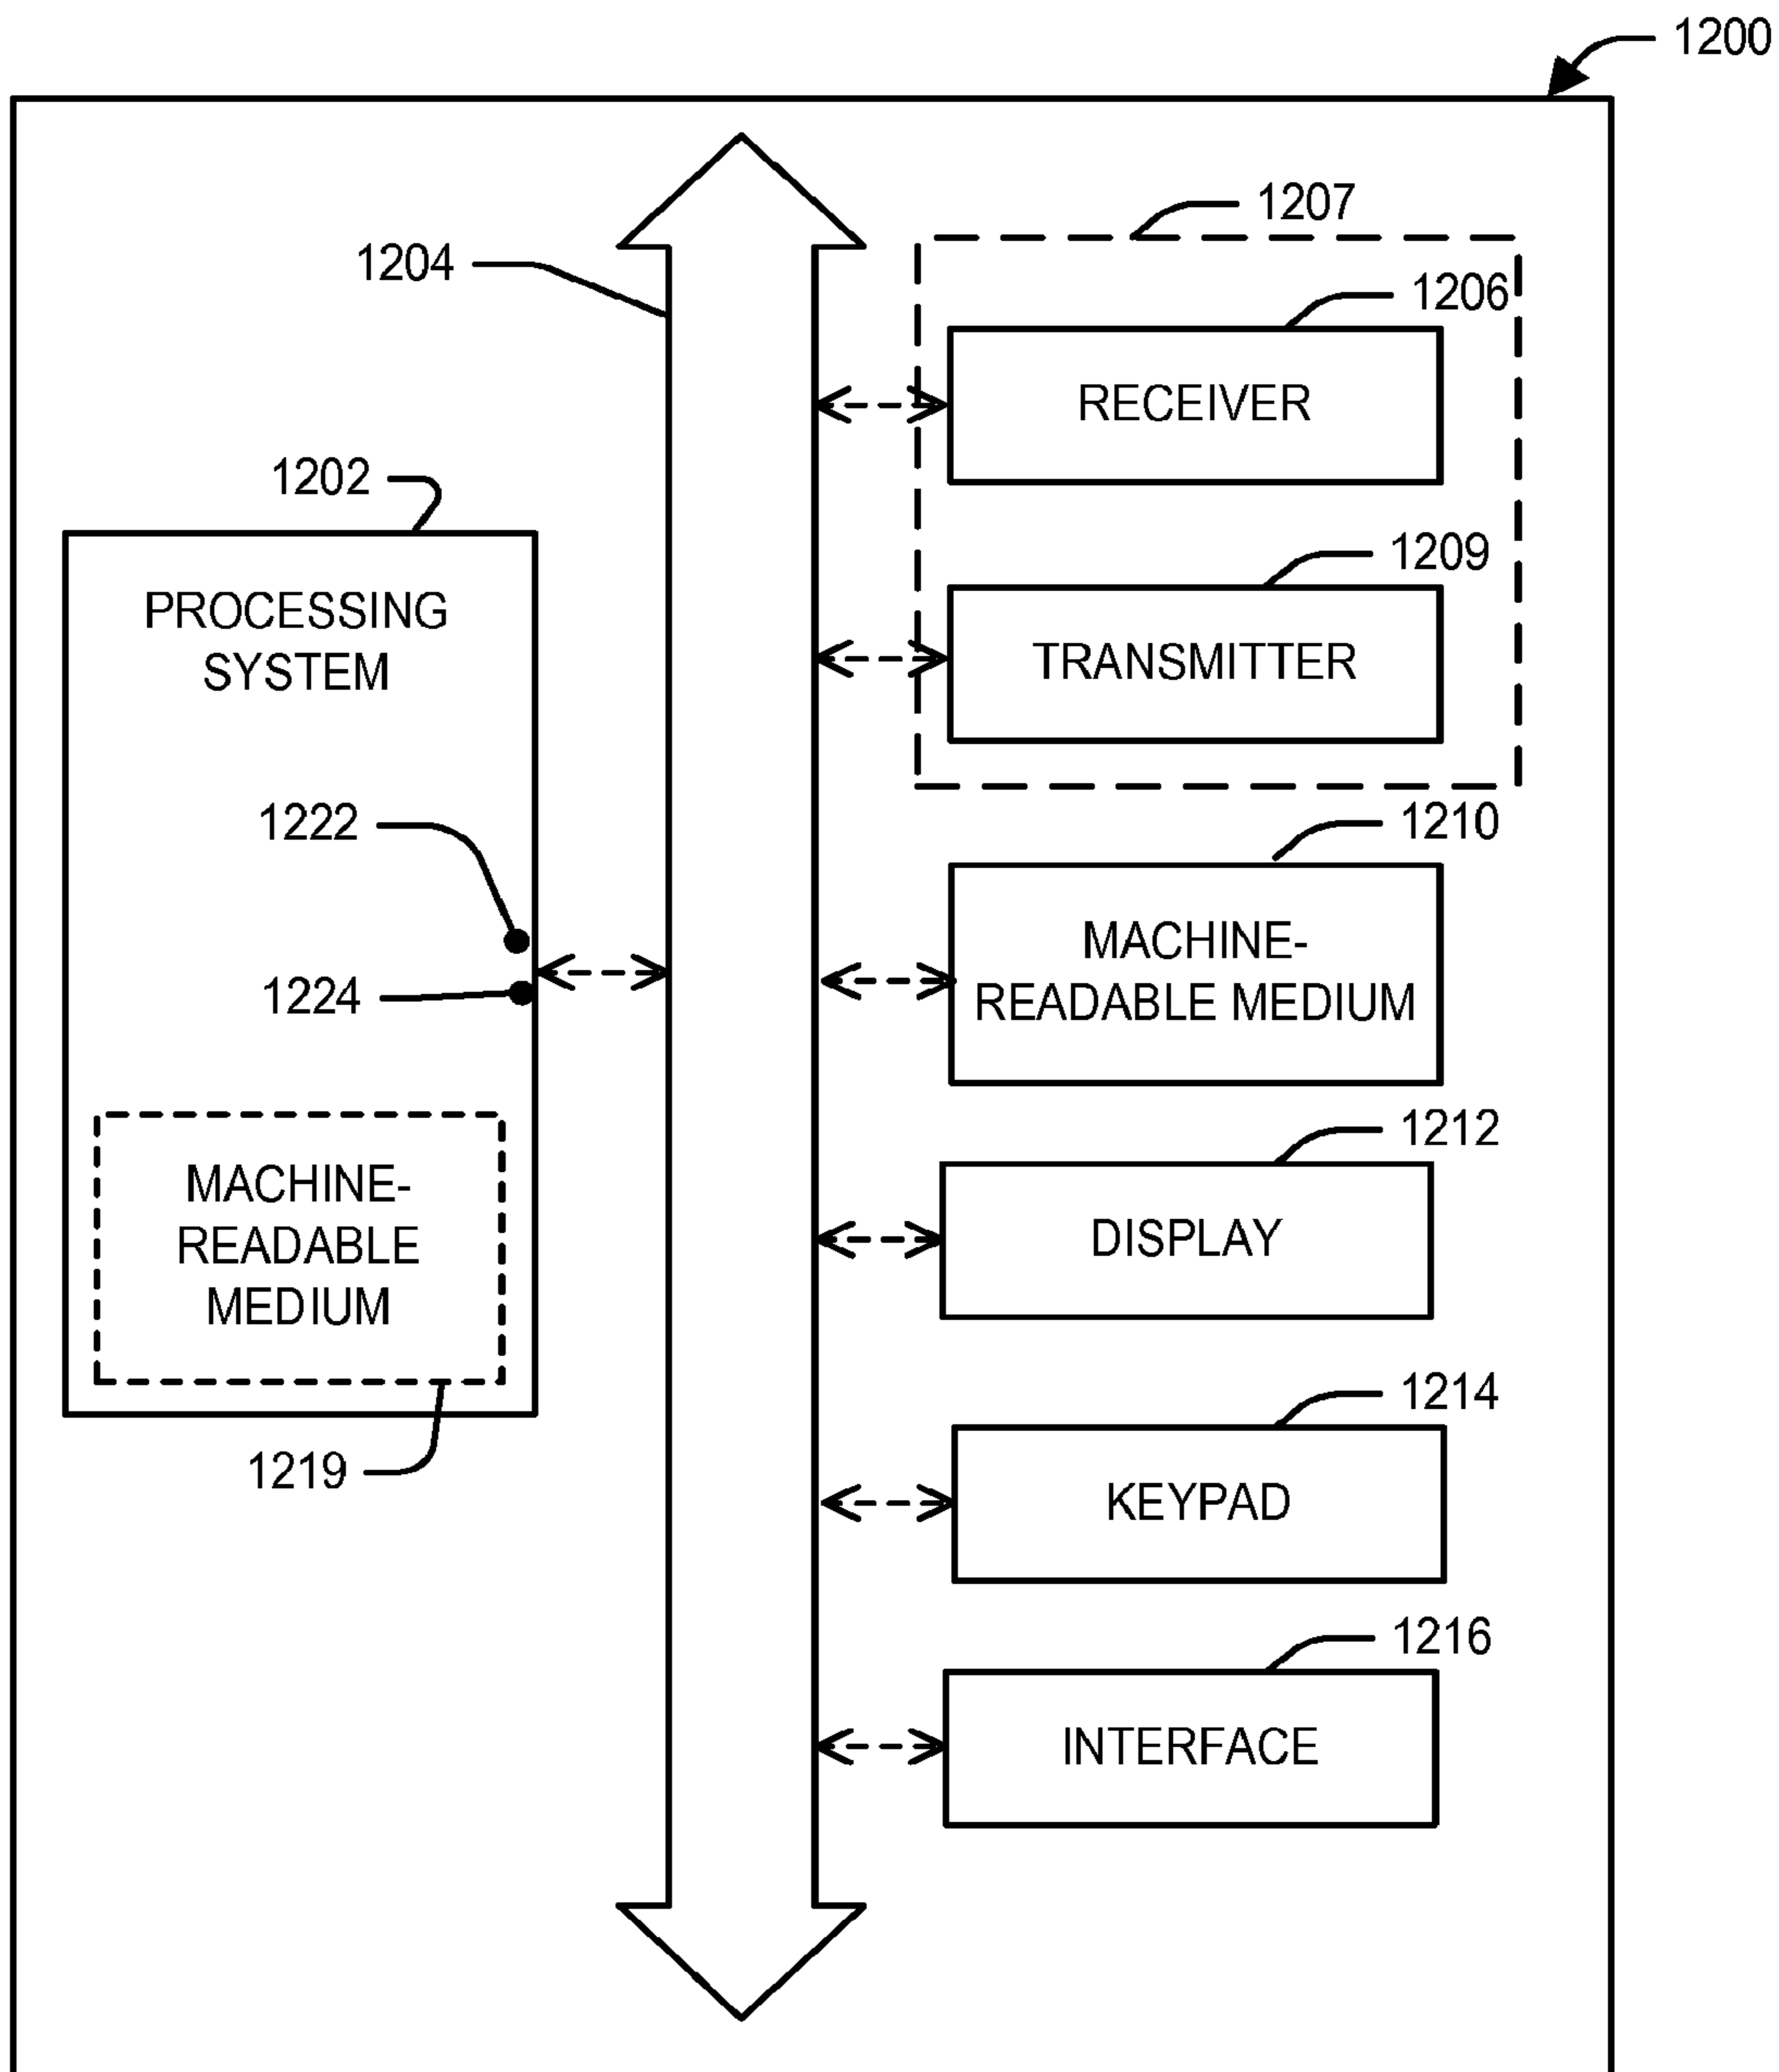 1200
1207
1204
1206
RECEIVER
1202
1209
PROCESSING
SYSTEM
TRANSMITTER
1222
1210
MACHINE-
READABLE MEDIUM
1224
1212
MACHINE-
READABLE
MEDIUM
DISPLAY
1214
1219
KEYPAD
1216
INTERFACE